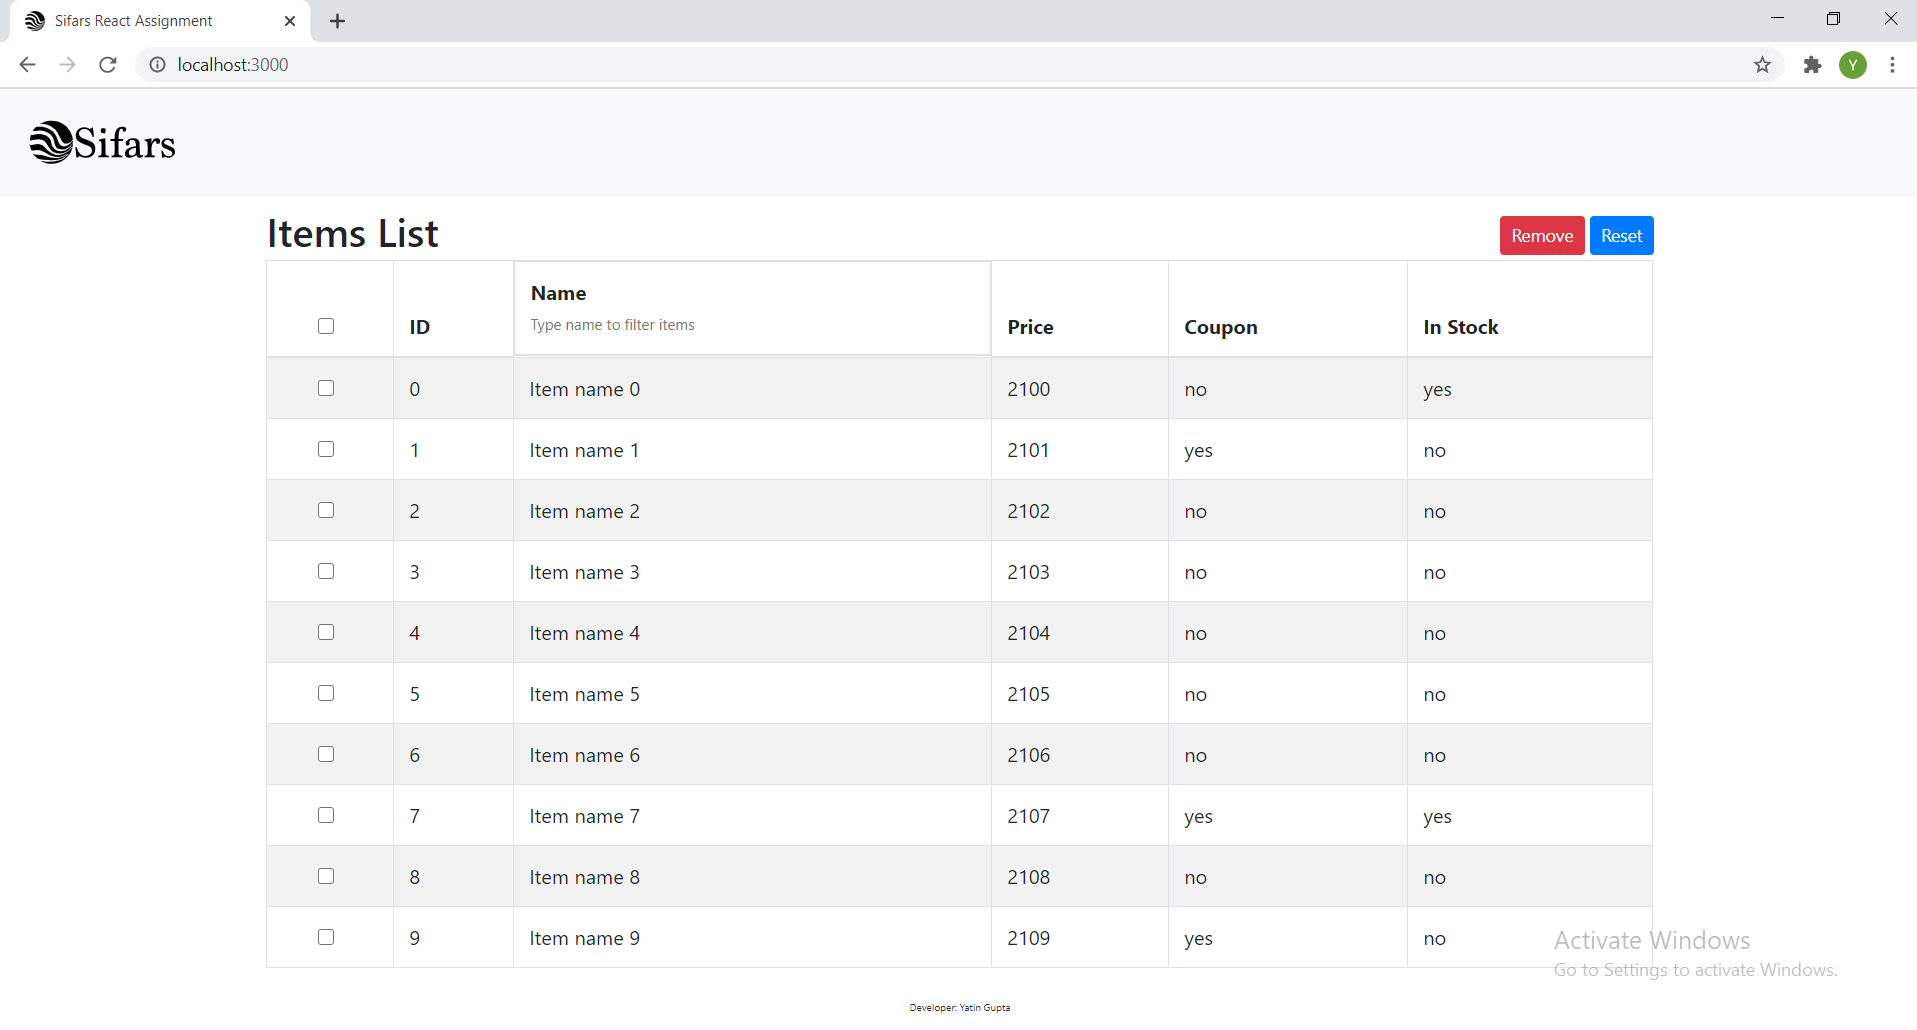 Sifars React Assignment
localhost:3000
Y
Sifars
Items List
Remove Reset
ID Name Price Coupon In Stock
Type name to filter items
0 Item name 0 2100 no yes
1 Item name 1 2101 yes no
2 Item name 2 2102 no no
3 Item name 3 2103 no no
4 Item name 4 2104 no no
5 Item name 5 2105 no no
6 Item name 6 2106 no no
7 Item name 7 2107 yes yes
8 Item name 8 2108 no no
9 Item name 9 2109 yes no
Activate Windows
Go to Settings to activate Windows.
Developer: Yatin Gupta